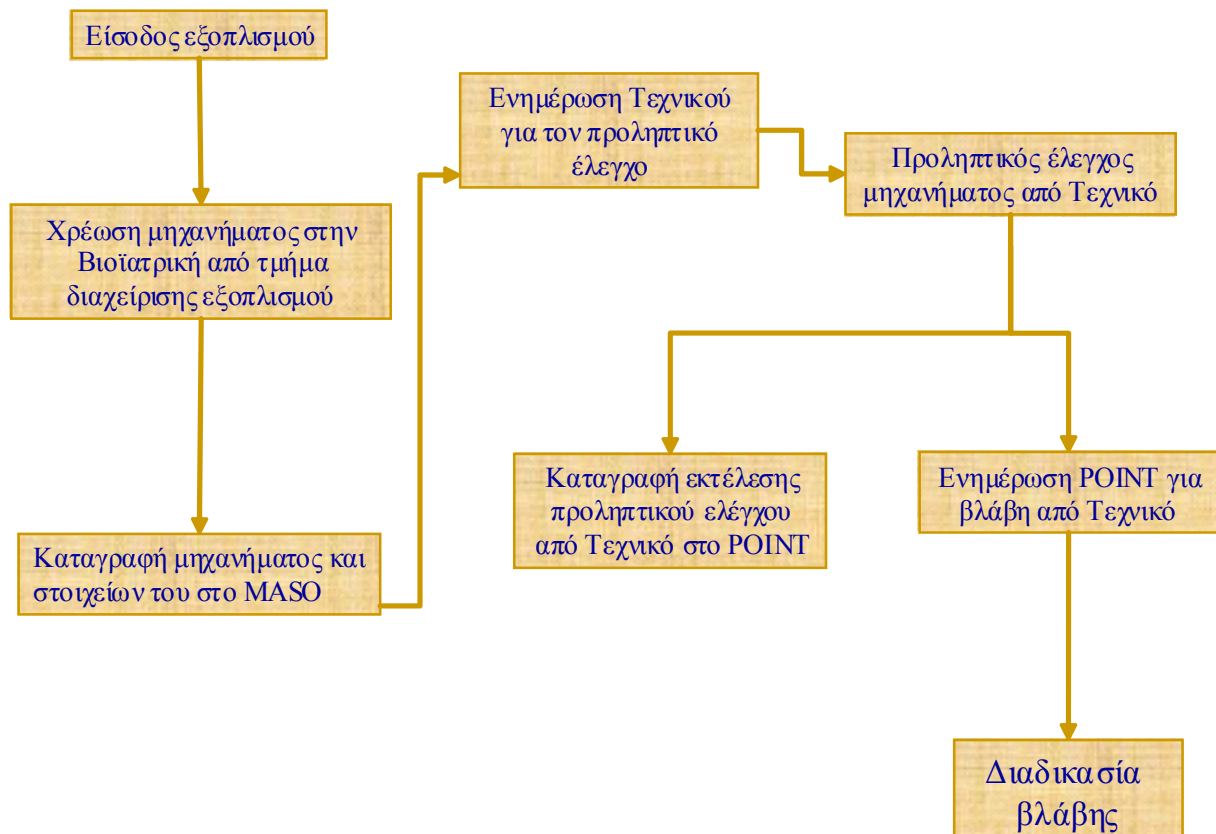 Είσοδος εξοπλισμού
Χρέωση μηχανήματος στην
Βιοϊατρική από τμήμα
διαχείρισης εξοπλισμού
Καταγραφή μηχανήματος και
στοιχείων του στο MASO
Ενημέρωση Τεχνικού
για τον προληπτικό
έλεγχο
Προληπτικός έλεγχος
μηχανήματος από Τεχνικό
Καταγραφή εκτέλεσης
προληπτικού ελέγχου
από Τεχνικό στο POINT
Ενημέρωση POINT για
βλάβη από Τεχνικό
Διαδικασία
βλάβης